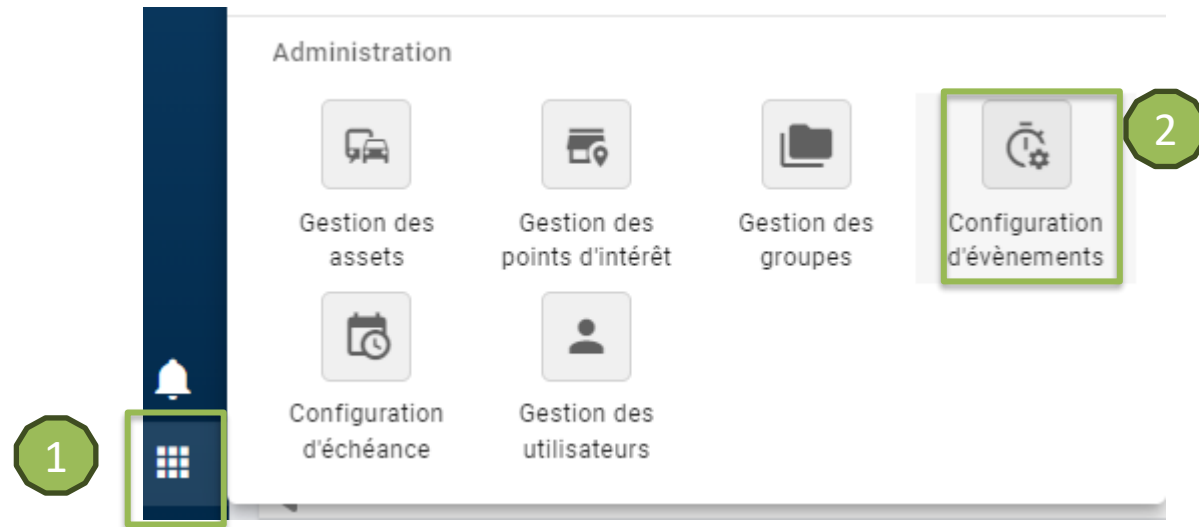 Administration
2
Gestion des
assets
Gestion des
points d'intérêt
Gestion des
groupes
Configuration
d'évènements
Configuration
d'échéance
Gestion des
utilisateurs
1